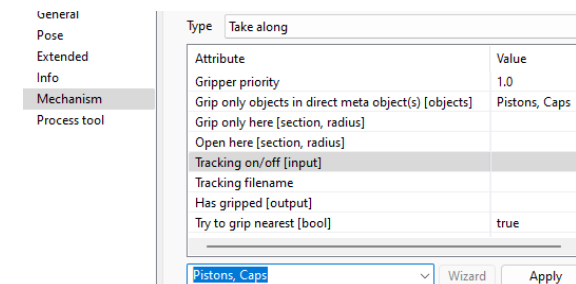 General
Pose
Extended
Info
Mechanism
Process tool
Type Take along
Attribute Value
Gripper priority 1.0
Grip only objects in direct meta object(s) [objects] Pistons, Caps
Grip only here [section, radius]
Open here [section, radius]
Tracking on/off [input]
Tracking filename
Has gripped [output]
Try to grip nearest [bool] true
Pistons, Caps Wizard Apply